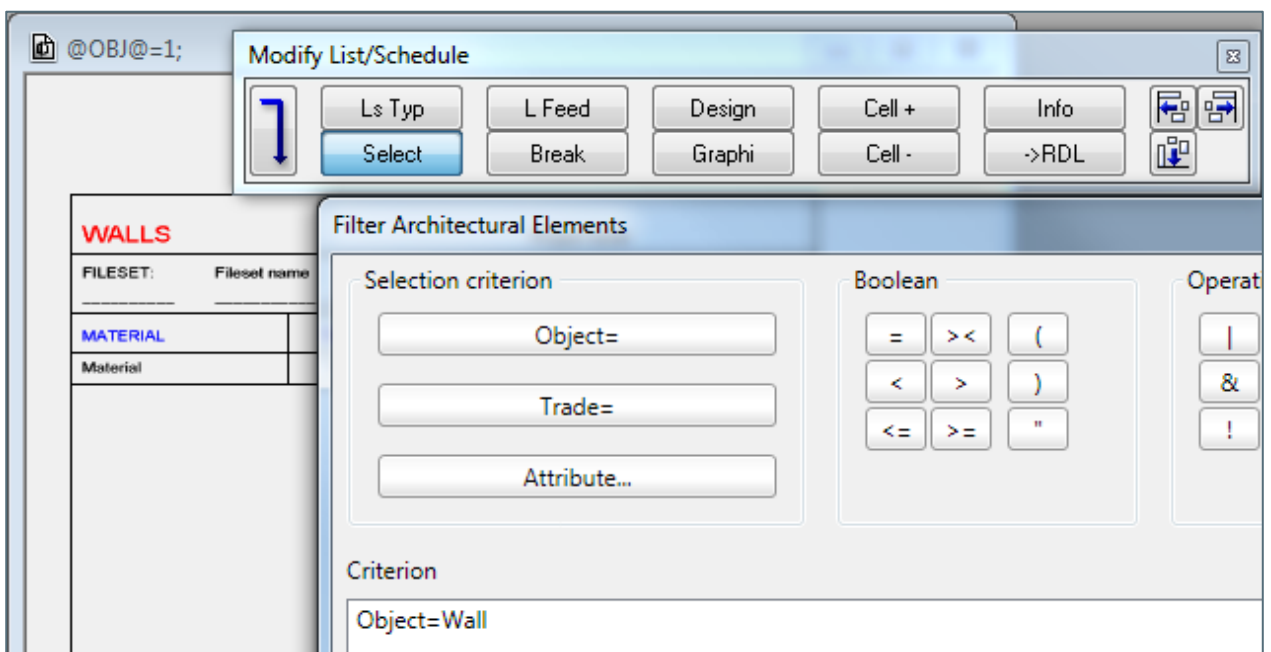 @OBJ@=1;
Modify List/Schedule
Ls Typ L Feed Design Cell + Info
Select Break Graphi Cell - ->RDL
WALLS
FILESET: Fileset name
MATERIAL
Material
Filter Architectural Elements
Selection criterion Boolean Operat
Object= = >< ( |
Trade= < > ) &
Attribute... <= >= " !
Criterion
Object=Wall